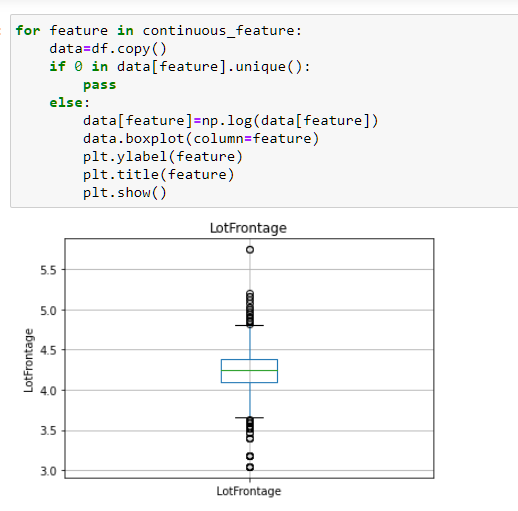 for feature in continuous_feature:
    data=df.copy()
    if 0 in data[feature].unique():
        pass
    else:
        data[feature]=np.log(data[feature])
        data.boxplot(column=feature)
        plt.ylabel(feature)
        plt.title(feature)
        plt.show()
LotFrontage
5.5
5.0
4.5
4.0
3.5
3.0
LotFrontage
LotFrontage